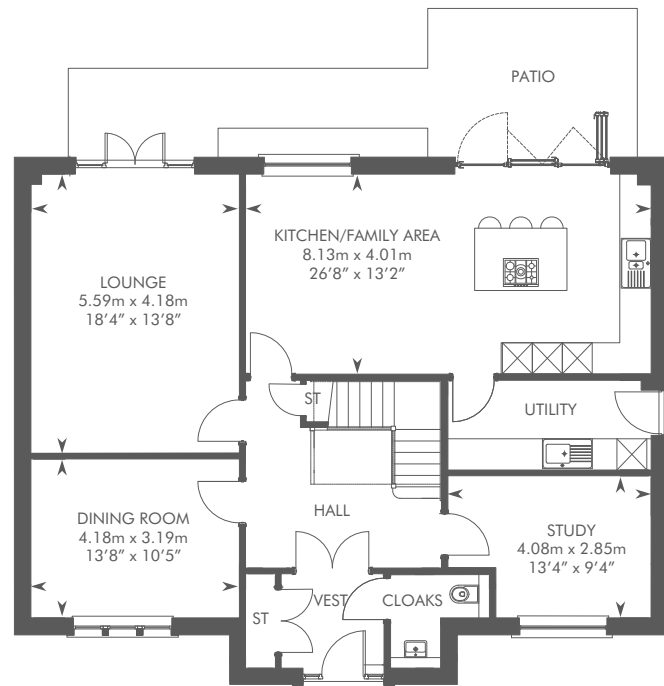 PATIO
KITCHEN/FAMILY AREA
8.13m x 4.01m
26’8” x 13’2”
LOUNGE
5.59m x 4.18m
18’4” x 13’8”
ST
UTILITY
HALL
DINING ROOM
4.18m x 3.19m
13’8” x 10’5”
STUDY
4.08m x 2.85m
13’4” x 9’4”
ST
VEST
CLOAKS